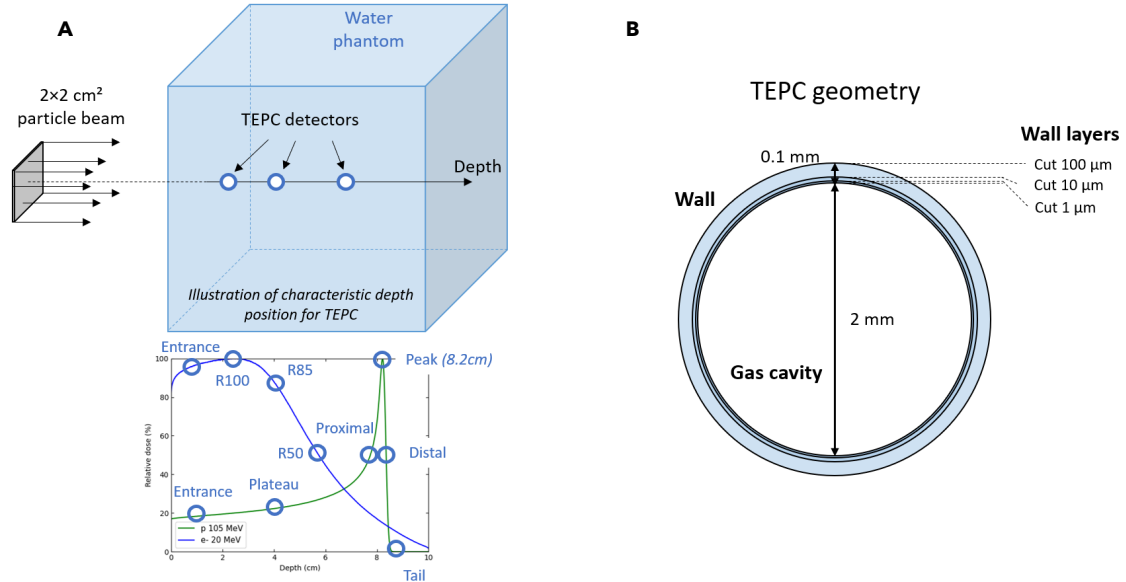 A
Water
phantom
2×2 cm²
particle beam
TEPC detectors
Depth
Illustration of characteristic depth
position for TEPC
Entrance
R100
R85
Peak (8.2cm)
Proximal
R50
Distal
Plateau
Entrance
Tail
100
80
60
40
20
0
Relative dose (%)
p 105 MeV
e- 20 MeV
0
2
4
6
8
10
Depth (cm)
B
TEPC geometry
Wall layers
0.1 mm
Cut 100 µm
Cut 10 µm
Cut 1 µm
Wall
2 mm
Gas cavity